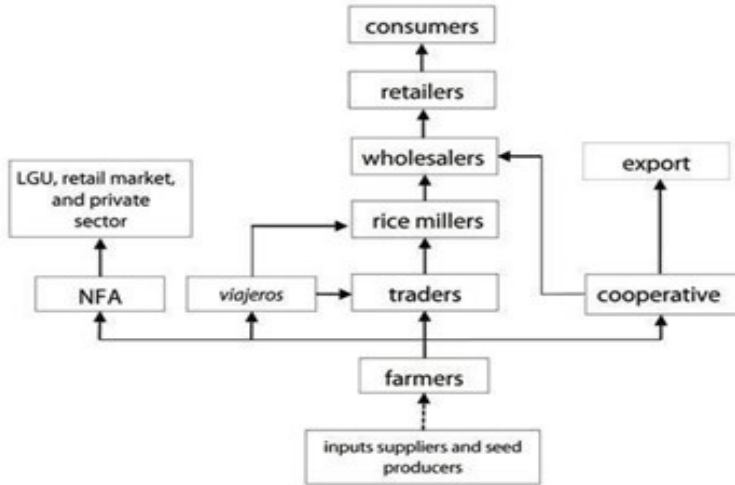 consumers
retailers
wholesalers
LGU, retail market,
and private
sector
export
rice millers
NFA
viajeros
traders
cooperative
farmers
inputs suppliers and seed
producers